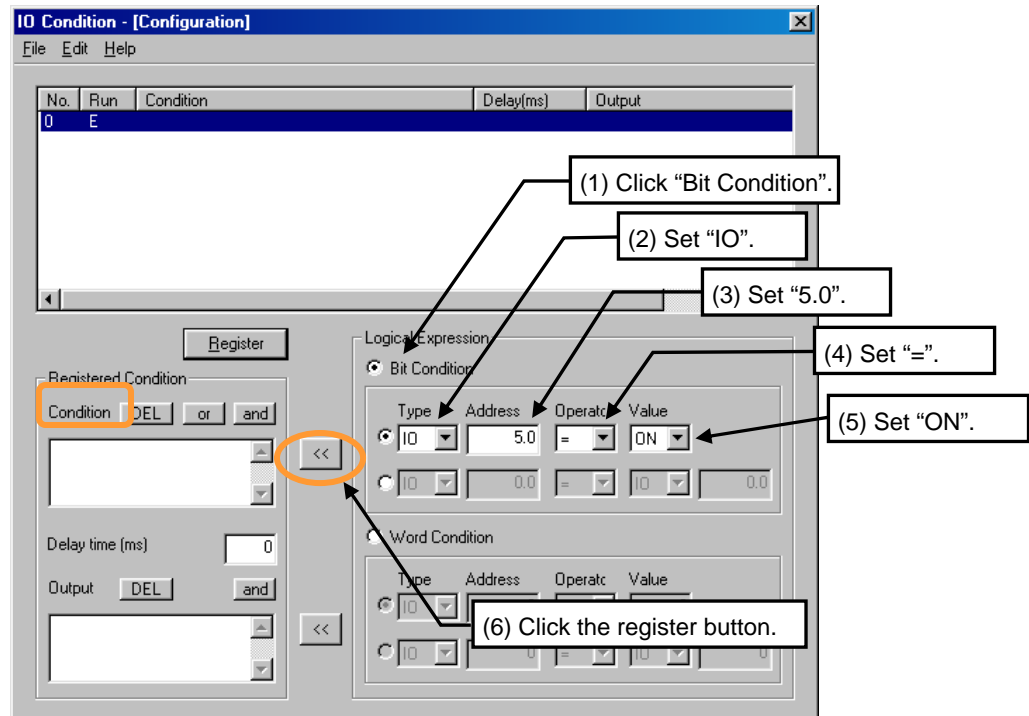 IO Condition - [Configuration]
File Edit Help
No. Run Condition Delay(ms) Output
0 E
(1) Click “Bit Condition”.
(2) Set “IO”.
(3) Set “5.0”.
Register
Logical Expression
Bit Condition
(4) Set “=”.
Registered Condition
Condition DEL or and
Type Address Operatc Value
(5) Set “ON”.
IO 5.0 = ON
<<
IO 0.0 = IO 0.0
Word Condition
Delay time (ms) 0
Output DEL and
Type Address Operatc Value
IO
<<
(6) Click the register button.
IO 0 = IO 0